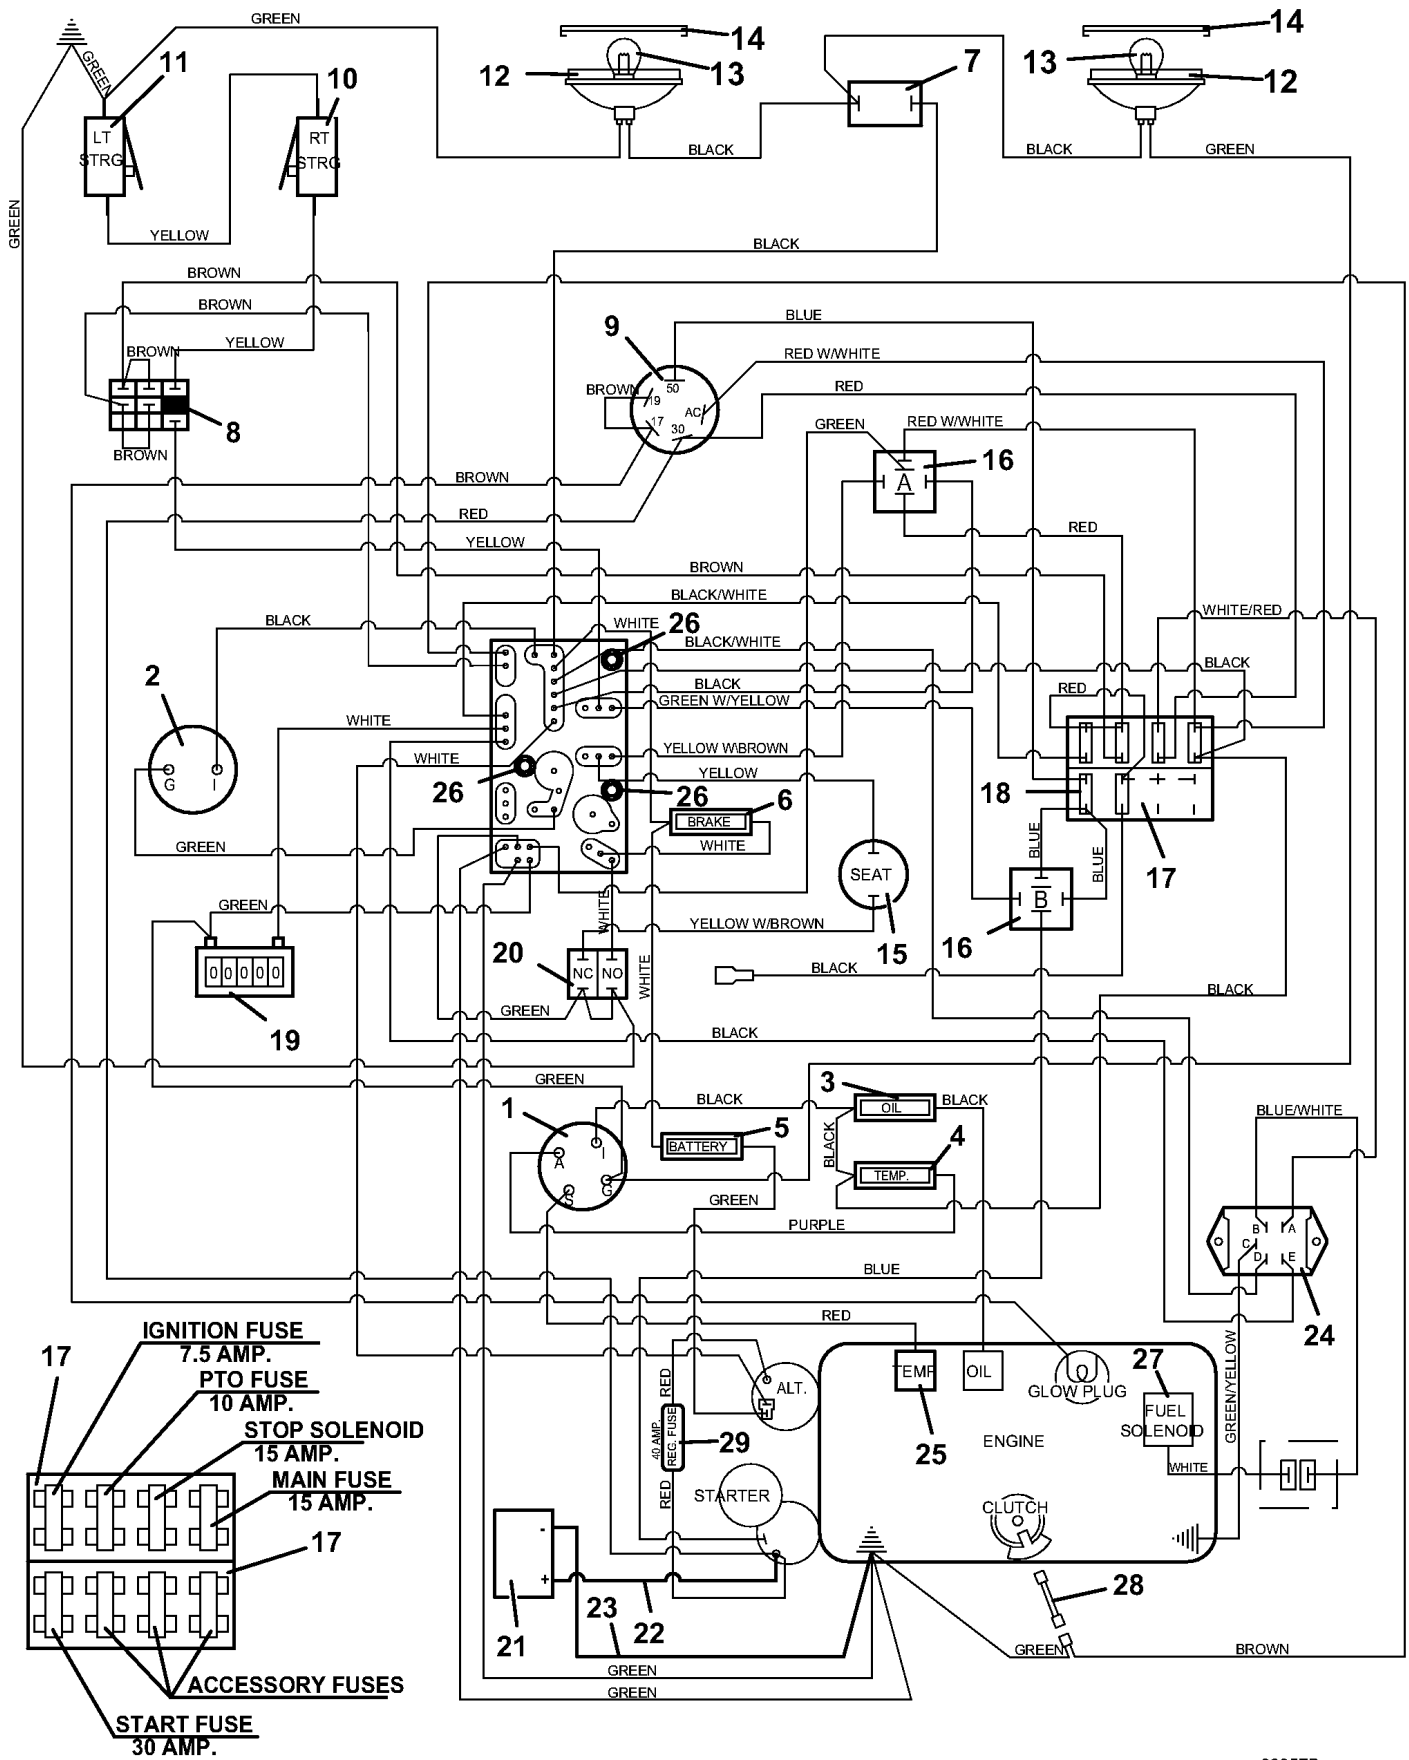 GREEN
14
14
GREEN
11
10
12
13
7
13
12
LT
STRG
RT
STRG
BLACK
BLACK
GREEN
GREEN
YELLOW
BLACK
BROWN
BROWN
BLUE
9
YELLOW
BROWN
RED W/WHITE
BROWN
50
19
AC
17
30
RED
8
GREEN
RED W/WHITE
BROWN
16
A
BROWN
RED
RED
YELLOW
BROWN
BLACK/WHITE
WHITE/RED
BLACK
WHITE
26
BLACK/WHITE
BLACK
2
BLACK
RED
GREEN W/YELLOW
WHITE
YELLOW W\BROWN
WHITE
G
I
26
YELLOW
26
6
18
BRAKE
WHITE
GREEN
BLUE
BLUE
SEAT
17
B
GREEN
WHITE
YELLOW W/BROWN
15
16
20
NC
NO
WHITE
BLACK
00000
GREEN
BLACK
19
BLACK
GREEN
3
1
BLACK
OIL
BLACK
BLUE/WHITE
5
BATTERY
BLACK
4
TEMP.
A
I
G
S
GREEN
PURPLE
B
A
C
D
E
BLUE
24
RED
IGNITION FUSE
7.5 AMP.
17
PTO FUSE
10 AMP.
STOP SOLENOID
15 AMP.
MAIN FUSE
15 AMP.
17
TEMP
OIL
27
GLOW PLUG
RED
ALT.
40 AMP.
REG. FUSE
29
25
ENGINE
FUEL
SOLENOID
GREEN/YELLOW
WHITE
RED
STARTER
CLUTCH
-
+
28
21
23
22
GREEN
BROWN
GREEN
GREEN
ACCESSORY FUSES
START FUSE
30 AMP.